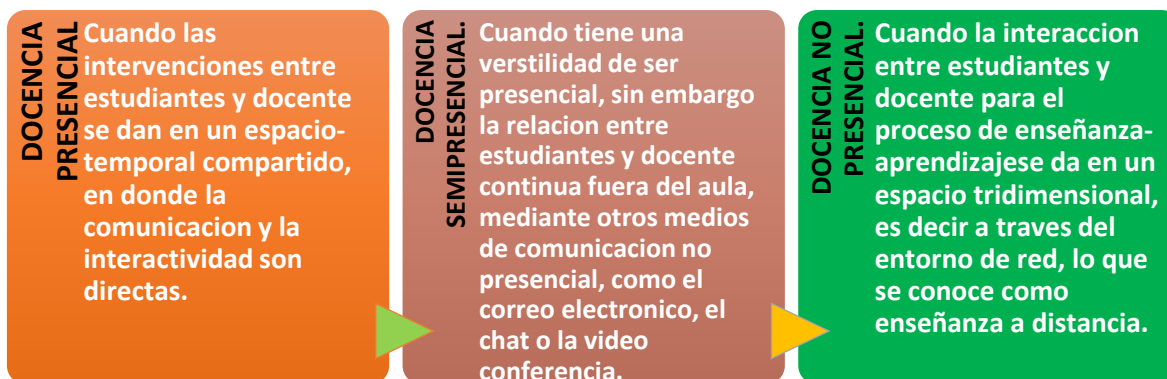 DOCENCIA
PRESENCIAL
Cuando las
intervenciones entre
estudiantes y docente
se dan en un espacio-
temporal compartido,
en donde la
comunicacion y la
interactividad son
directas.
DOCENCIA
SEMIPRESENCIAL.
Cuando tiene una
verstilidad de ser
presencial, sin embargo
la relacion entre
estudiantes y docente
continua fuera del aula,
mediante otros medios
de comunicacion no
presencial, como el
correo electronico, el
chat o la video
conferencia.
DOCENCIA NO
PRESENCIAL.
Cuando la interaccion
entre estudiantes y
docente para el
proceso de enseñanza-
aprendizajese da en un
espacio tridimensional,
es decir a traves del
entorno de red, lo que
se conoce como
enseñanza a distancia.